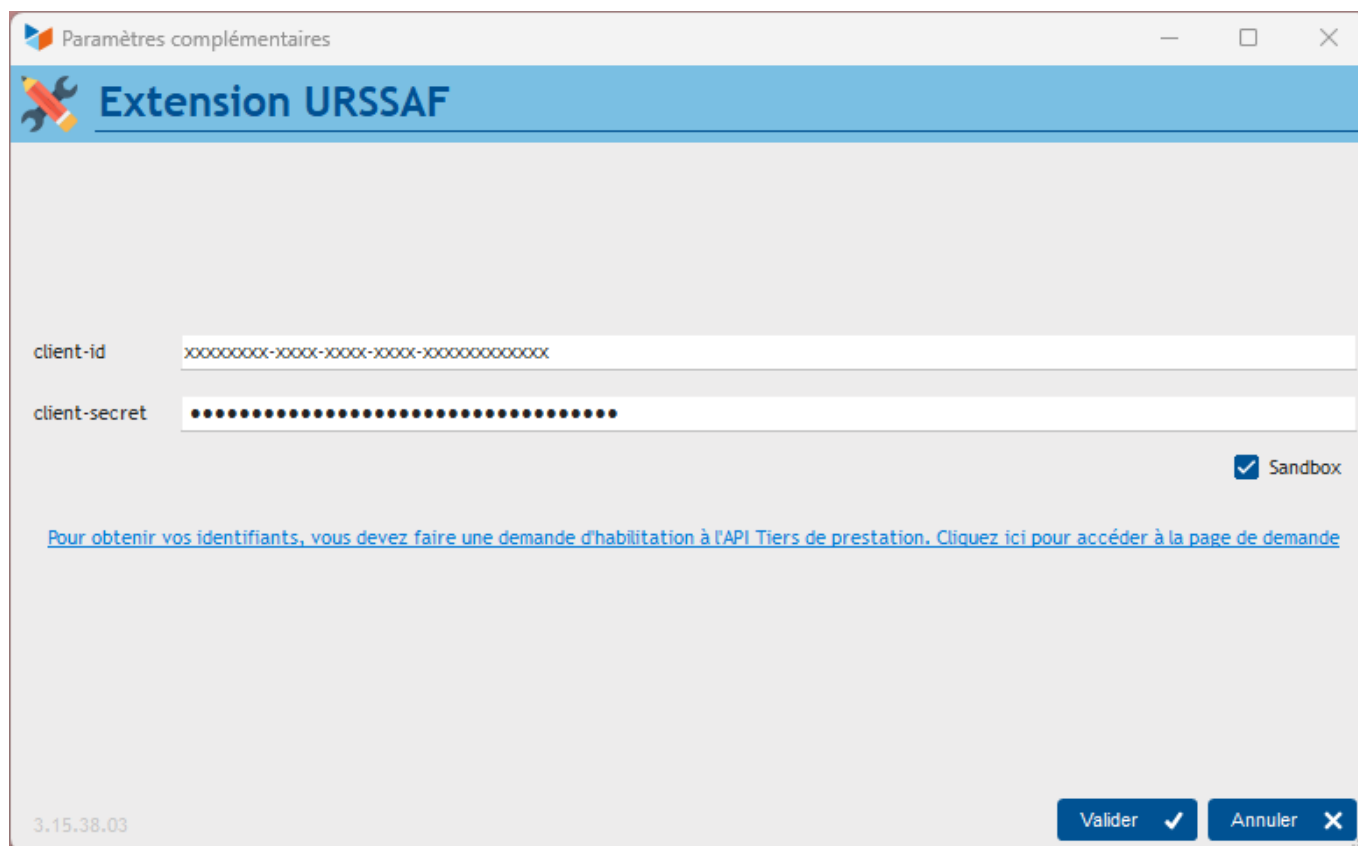 Paramètres complémentaires
Extension URSSAF
client-id xxxxxxxx-xxxx-xxxx-xxxx-xxxxxxxxxxxx
client-secret •••••••••••••••••••••••••••••••••••
Sandbox
Pour obtenir vos identifiants, vous devez faire une demande d'habilitation à l'API Tiers de prestation. Cliquez ici pour accéder à la page de demande
3.15.38.03
Valider
Annuler